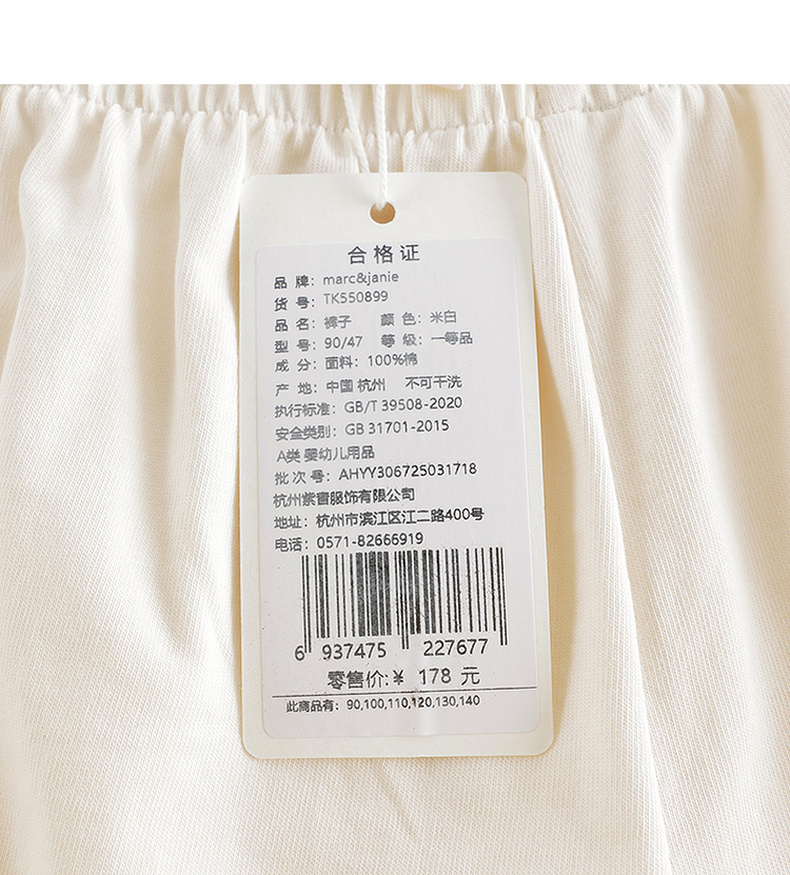 合格证
品 牌：marc&janie
货 号：TK550899
品 名：裤子 颜 色：米白
型 号：90/47 等 级：一等品
成 分：面料：100%棉
产 地：中国 杭州 不可干洗
执行标准：GB/T 39508-2020
安全类别：GB 31701-2015
A类 婴幼儿用品
批 次 号：AHYY306725031718
杭州紫睿服饰有限公司
地址：杭州市滨江区江二路400号
电话：0571-82666919
6 937475 227677
零售价:¥ 178 元
此商品有：90,100,110,120,130,140